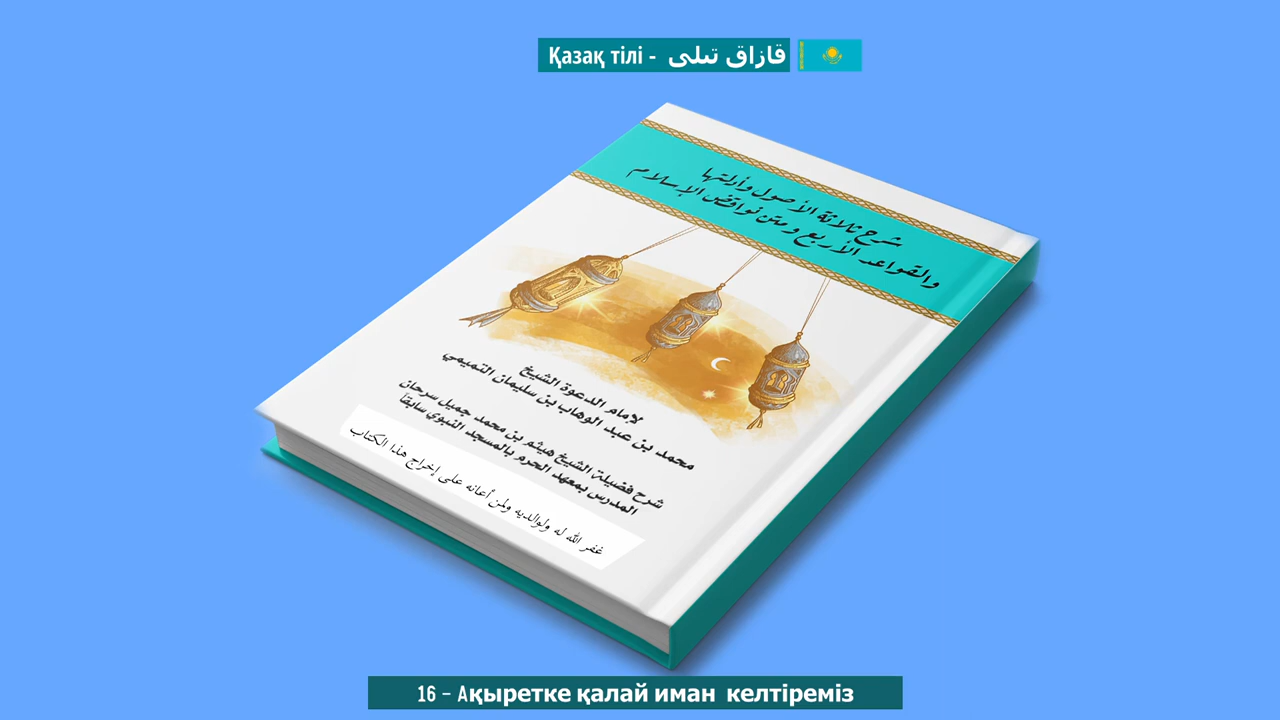 Қазақ тілі - قازاق تىلى
شرح ثلاثة الأصول وأدلتها
والقواعد الأربع ومتن نواقض الإسلام
لإمام الدعوة الشيخ
محمد بن عبد الوهاب بن سليمان التميمي
شرح فضيلة الشيخ هيثم بن محمد جميل سرحان
المدرس بمعهد الحرم بالمسجد النبوي سابقاً
غفر الله له ولوالديه ولمن أعانه على إخراج هذا الكتاب
16 – Ақыретке қалай иман келтіреміз